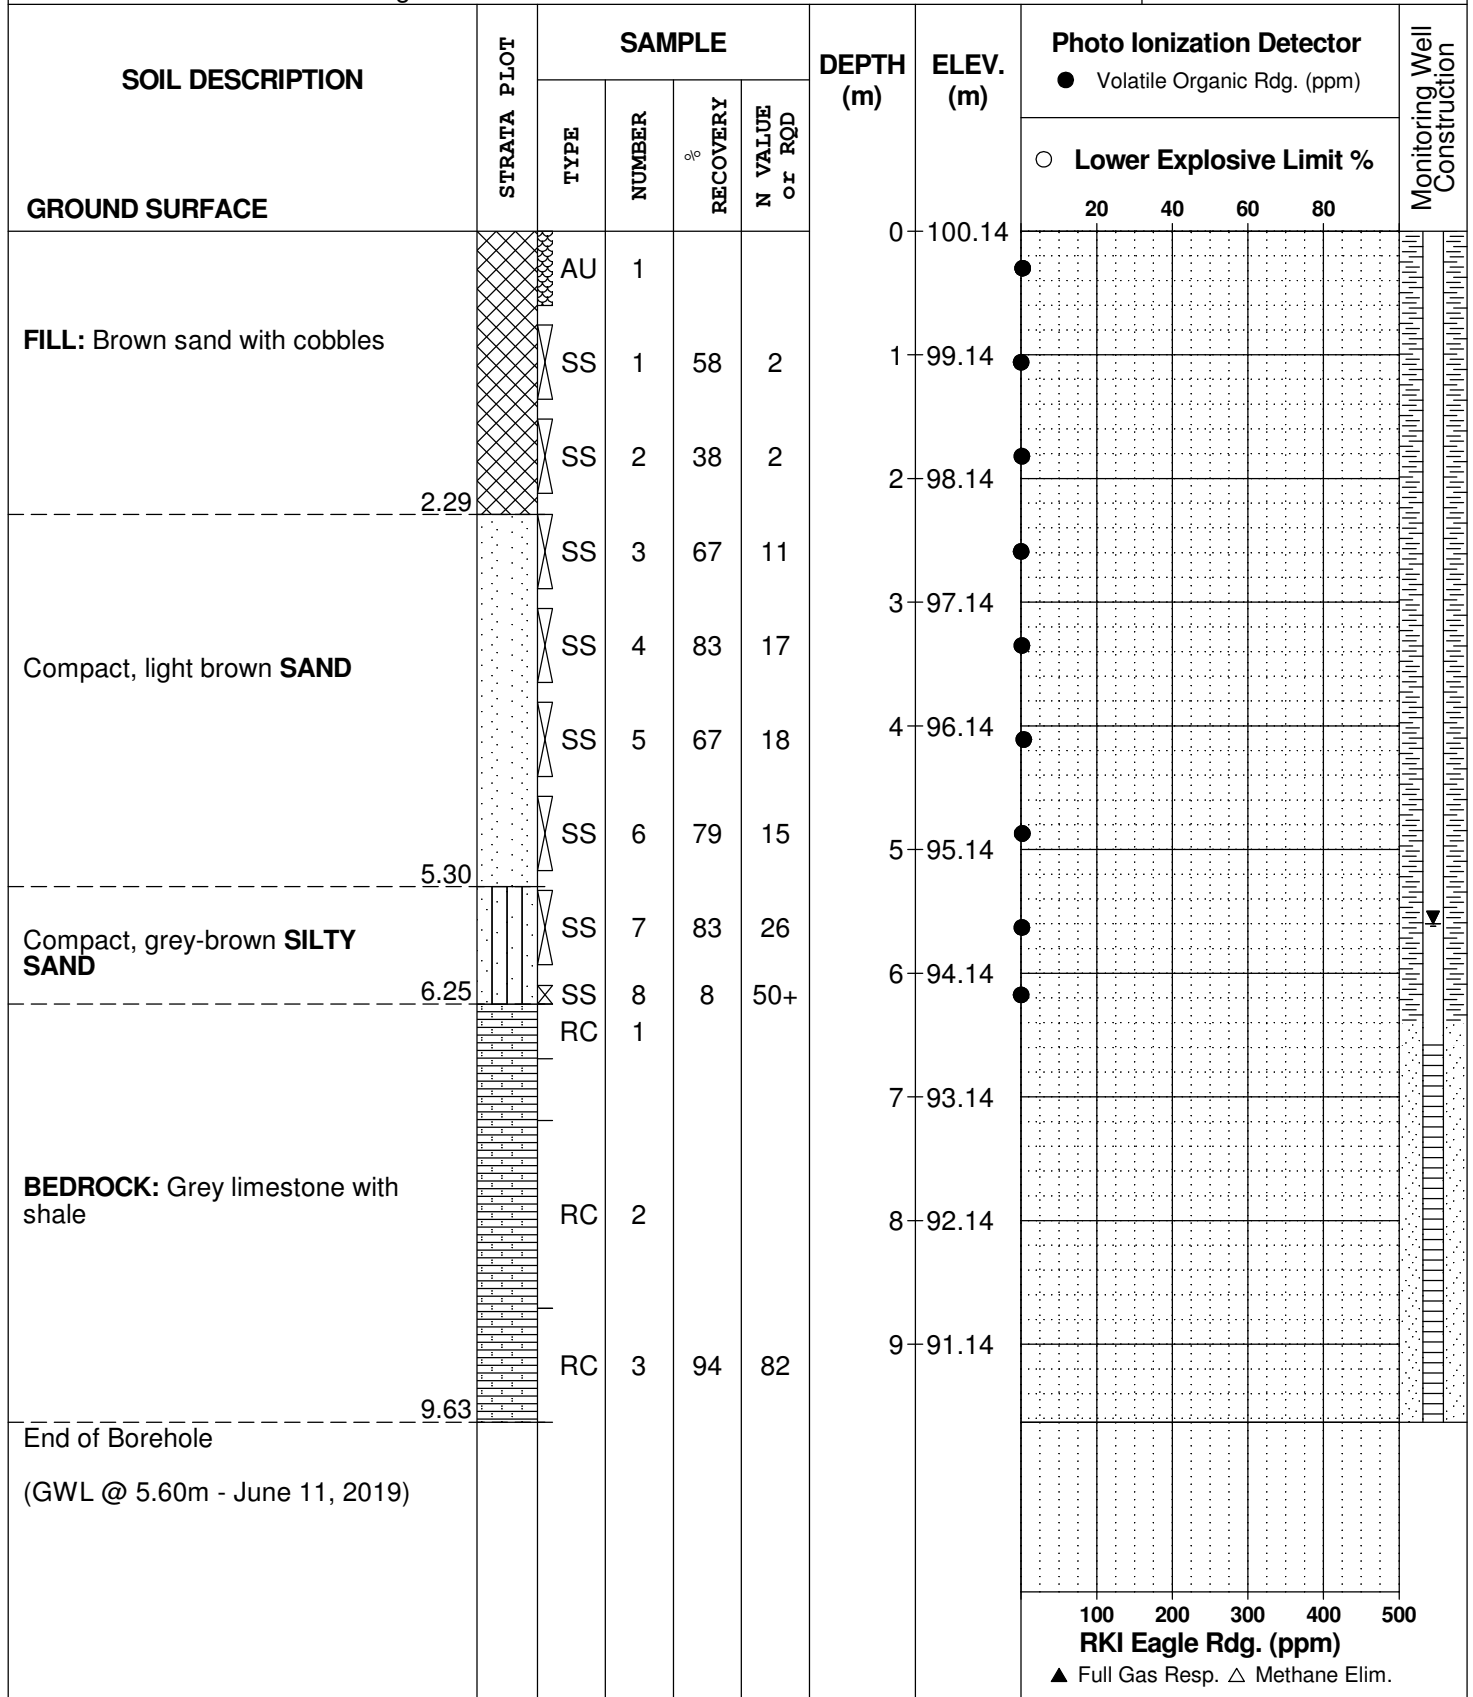 SOIL DESCRIPTION
GROUND SURFACE
STRATA PLOT
SAMPLE
TYPE
NUMBER
%
RECOVERY
N VALUE
or RQD
DEPTH
(m)
ELEV.
(m)
Photo Ionization Detector
● Volatile Organic Rdg. (ppm)
○ Lower Explosive Limit %
20 40 60 80
Monitoring Well
Construction
0 100.14
AU 1
FILL: Brown sand with cobbles
SS 1 58 2
1 99.14
SS 2 38 2
2 98.14
2.29
SS 3 67 11
3 97.14
SS 4 83 17
Compact, light brown SAND
4 96.14
SS 5 67 18
SS 6 79 15
5 95.14
5.30
SS 7 83 26
Compact, grey-brown SILTY
SAND
6 94.14
6.25
SS 8 8 50+
RC 1
7 93.14
BEDROCK: Grey limestone with
shale
RC 2
8 92.14
9 91.14
RC 3 94 82
9.63
End of Borehole
(GWL @ 5.60m - June 11, 2019)
100 200 300 400 500
RKI Eagle Rdg. (ppm)
▲ Full Gas Resp. △ Methane Elim.